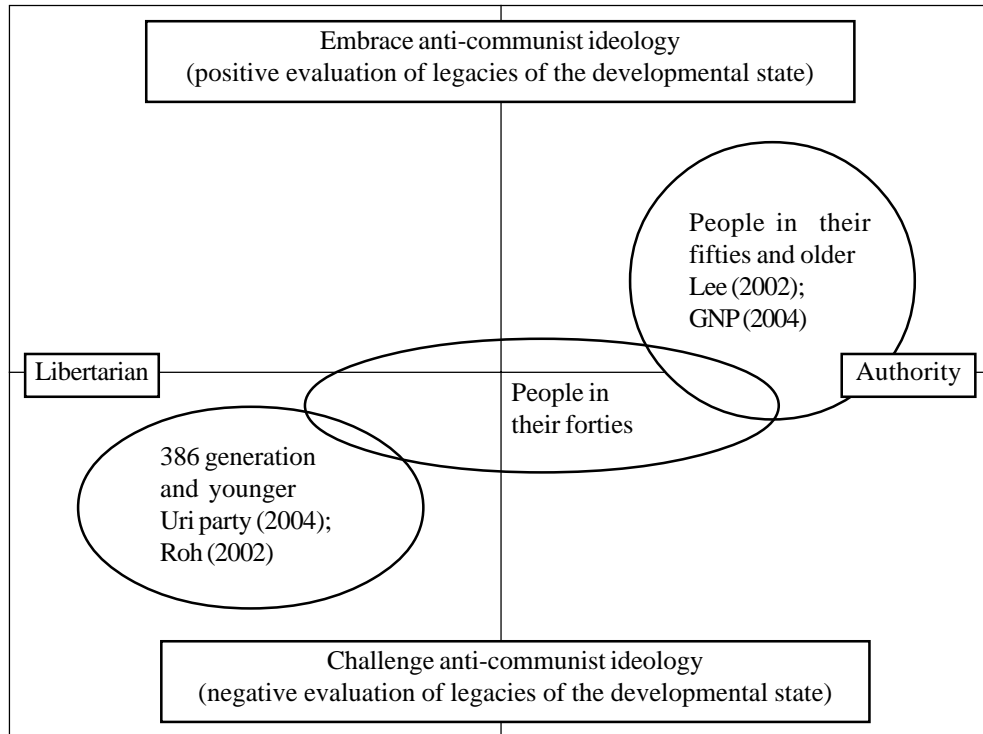 Embrace anti-communist ideology
(positive evaluation of legacies of the developmental state)
People in their
fifties and older
Lee (2002);
GNP (2004)
Libertarian
Authority
People in
their forties
386 generation
and younger
Uri party (2004);
Roh (2002)
Challenge anti-communist ideology
(negative evaluation of legacies of the developmental state)